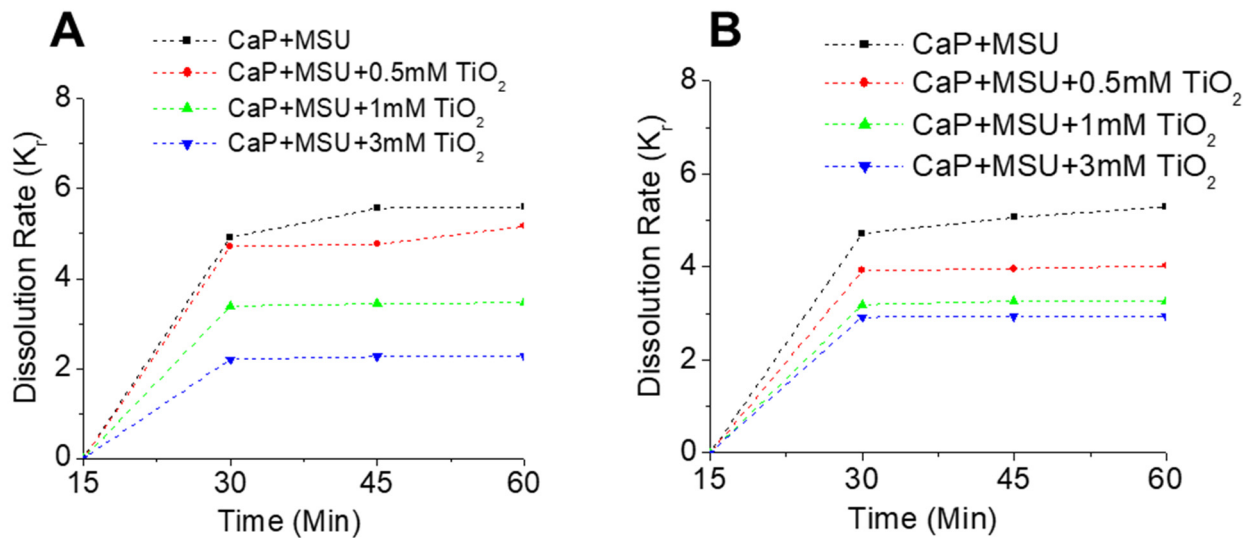 A
CaP+MSU
CaP+MSU+0.5mM TiO₂
CaP+MSU+1mM TiO₂
CaP+MSU+3mM TiO₂
Dissolution Rate (Kᵣ)
8
6
4
2
0
15 30 45 60
Time (Min)
B
CaP+MSU
CaP+MSU+0.5mM TiO₂
CaP+MSU+1mM TiO₂
CaP+MSU+3mM TiO₂
Dissolution Rate (Kᵣ)
8
6
4
2
0
15 30 45 60
Time (Min)